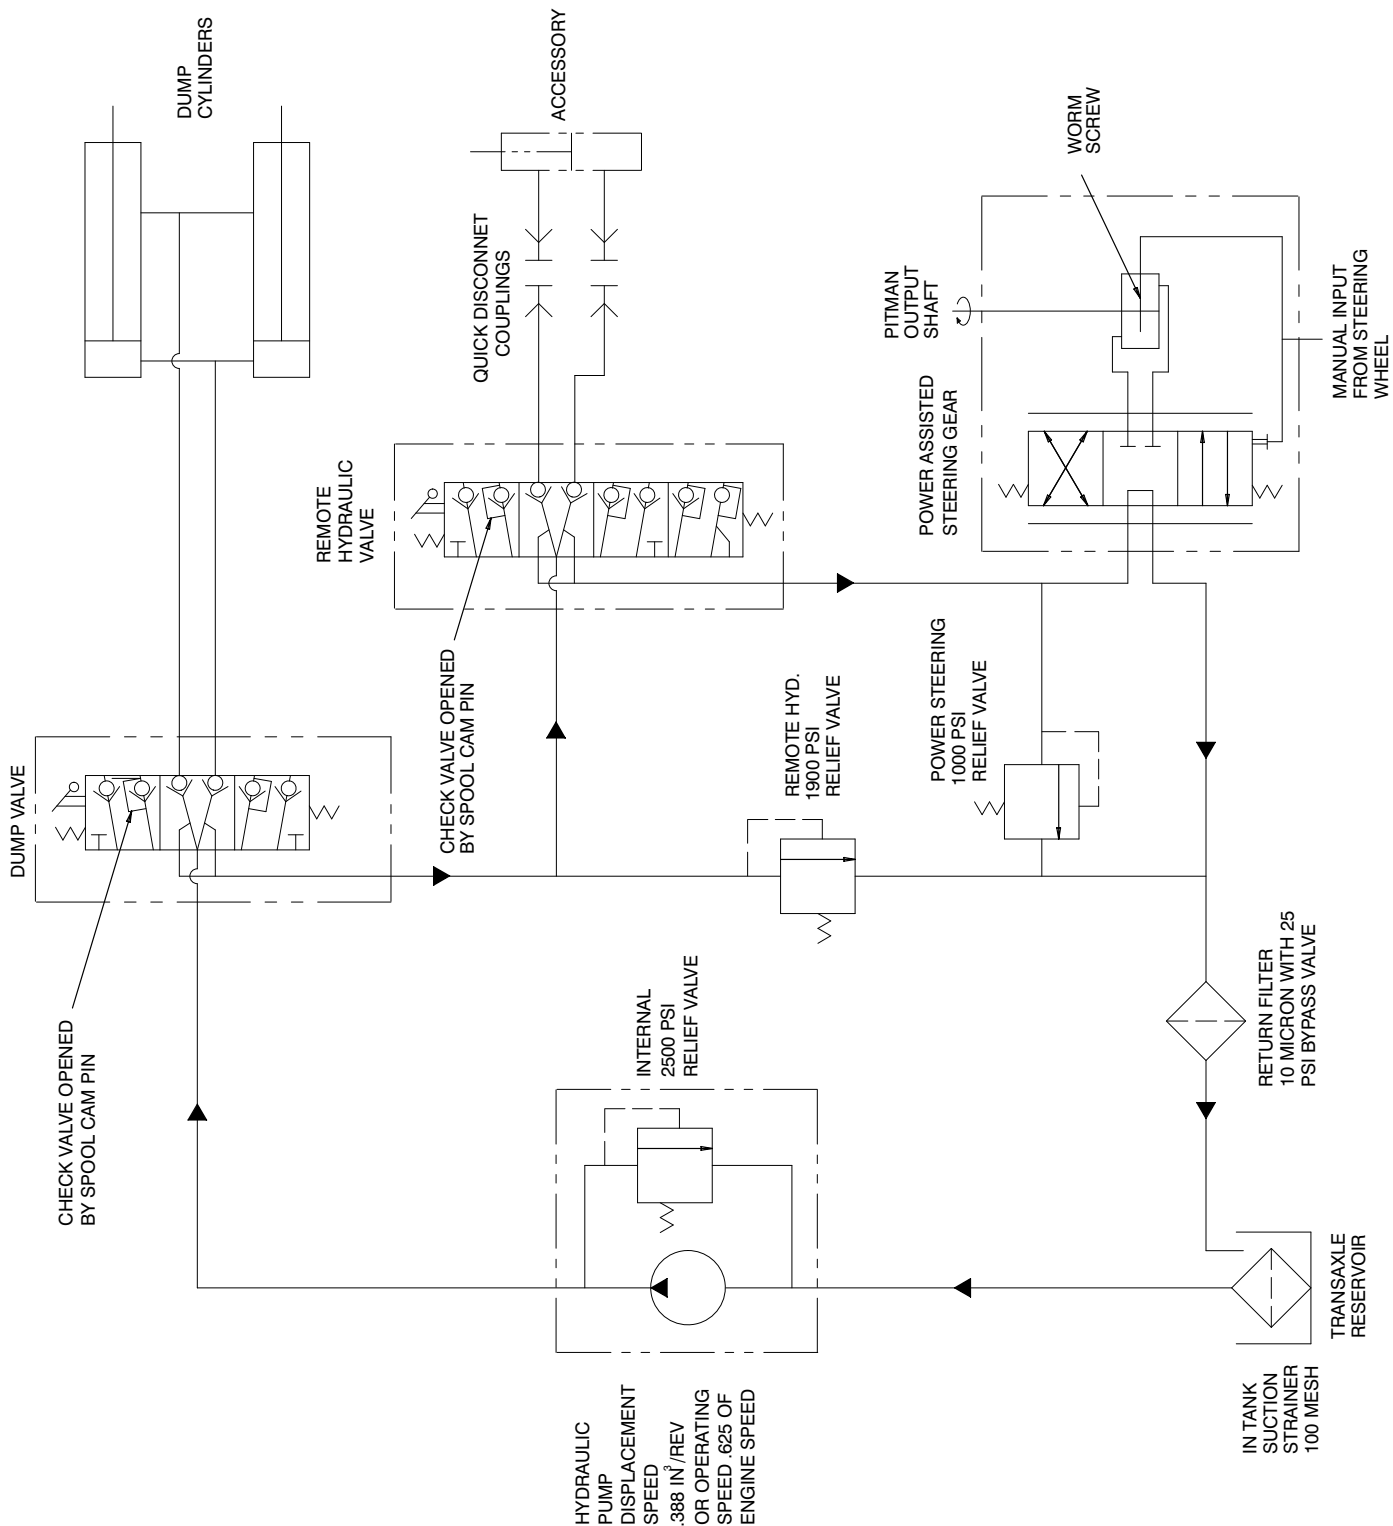 DUMP
CYLINDERS
ACCESSORY
DUMP VALVE
REMOTE
HYDRAULIC
VALVE
QUICK DISCONNET
COUPLINGS
WORM
SCREW
PITMAN
OUTPUT
SHAFT
POWER ASSISTED
STEERING GEAR
MANUAL INPUT
FROM STEERING
WHEEL
CHECK VALVE OPENED
BY SPOOL CAM PIN
CHECK VALVE OPENED
BY SPOOL CAM PIN
REMOTE HYD.
1900 PSI
RELIEF VALVE
POWER STEERING
1000 PSI
RELIEF VALVE
INTERNAL
2500 PSI
RELIEF VALVE
RETURN FILTER
10 MICRON WITH 25
PSI BYPASS VALVE
HYDRAULIC
PUMP
DISPLACEMENT
SPEED
.388 IN³/REV
OR OPERATING
SPEED .625 OF
ENGINE SPEED
TRANSAXLE
RESERVOIR
IN TANK
SUCTION
STRAINER
100 MESH